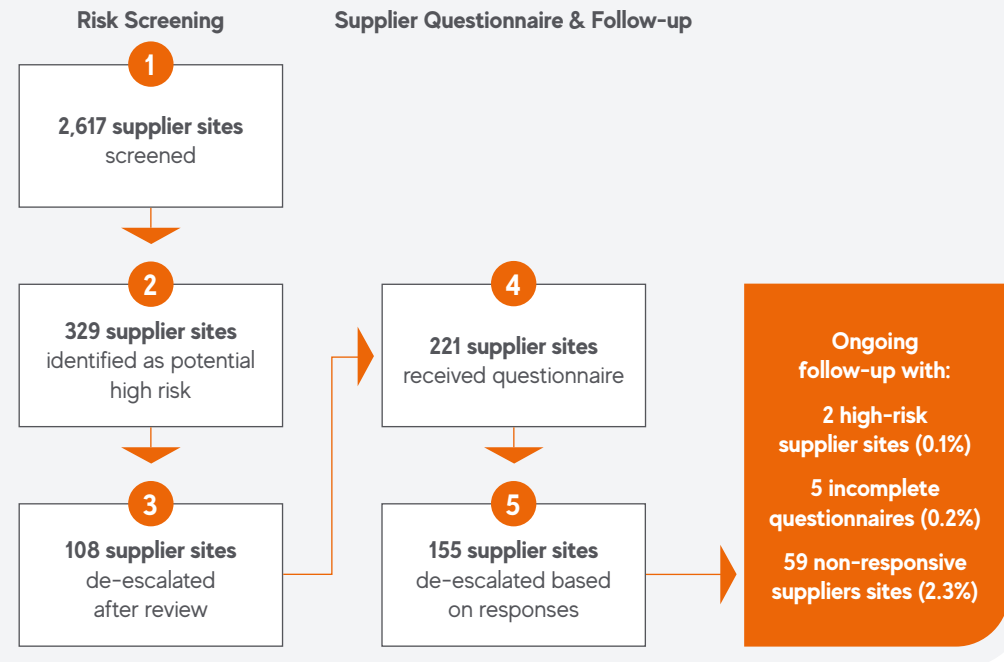 Risk Screening
Supplier Questionnaire & Follow-up
1
2,617 supplier sites
screened
2
329 supplier sites
identified as potential
high risk
3
108 supplier sites
de-escalated
after review
4
221 supplier sites
received questionnaire
5
155 supplier sites
de-escalated based
on responses
Ongoing
follow-up with:
2 high-risk
supplier sites (0.1%)
5 incomplete
questionnaires (0.2%)
59 non-responsive
suppliers sites (2.3%)